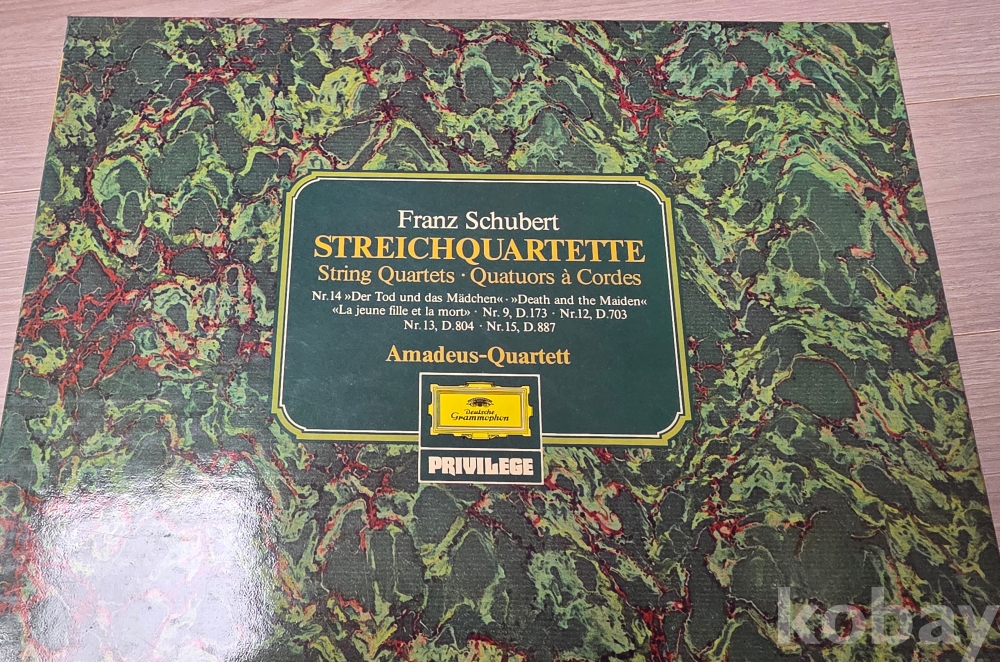 Franz Schubert
STREICHQUARTETTE
String Quartets · Quatuors à Cordes
Nr.14 »Der Tod und das Mädchen« · »Death and the Maiden«
«La jeune fille et la mort» · Nr. 9, D.173 · Nr.12, D.703
Nr.13, D.804 · Nr.15, D.887
Amadeus-Quartett
Deutsche
Grammophon
PRIVILEGE
kobay